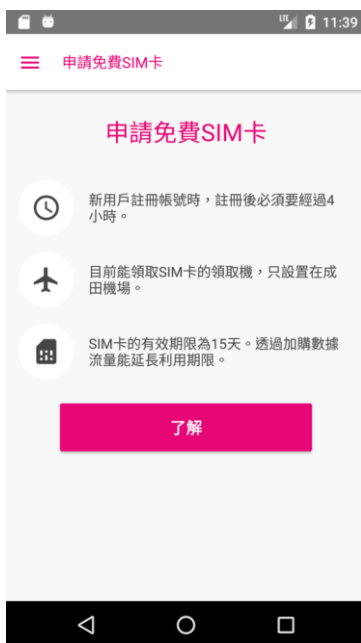 LTE 11:39
申請免費SIM卡
申請免費SIM卡
新用戶註冊帳號時，註冊後必須要經過4
小時。
目前能領取SIM卡的領取機，只設置在成
田機場。
SIM卡的有效期限為15天。透過加購數據
流量能延長利用期限。
了解